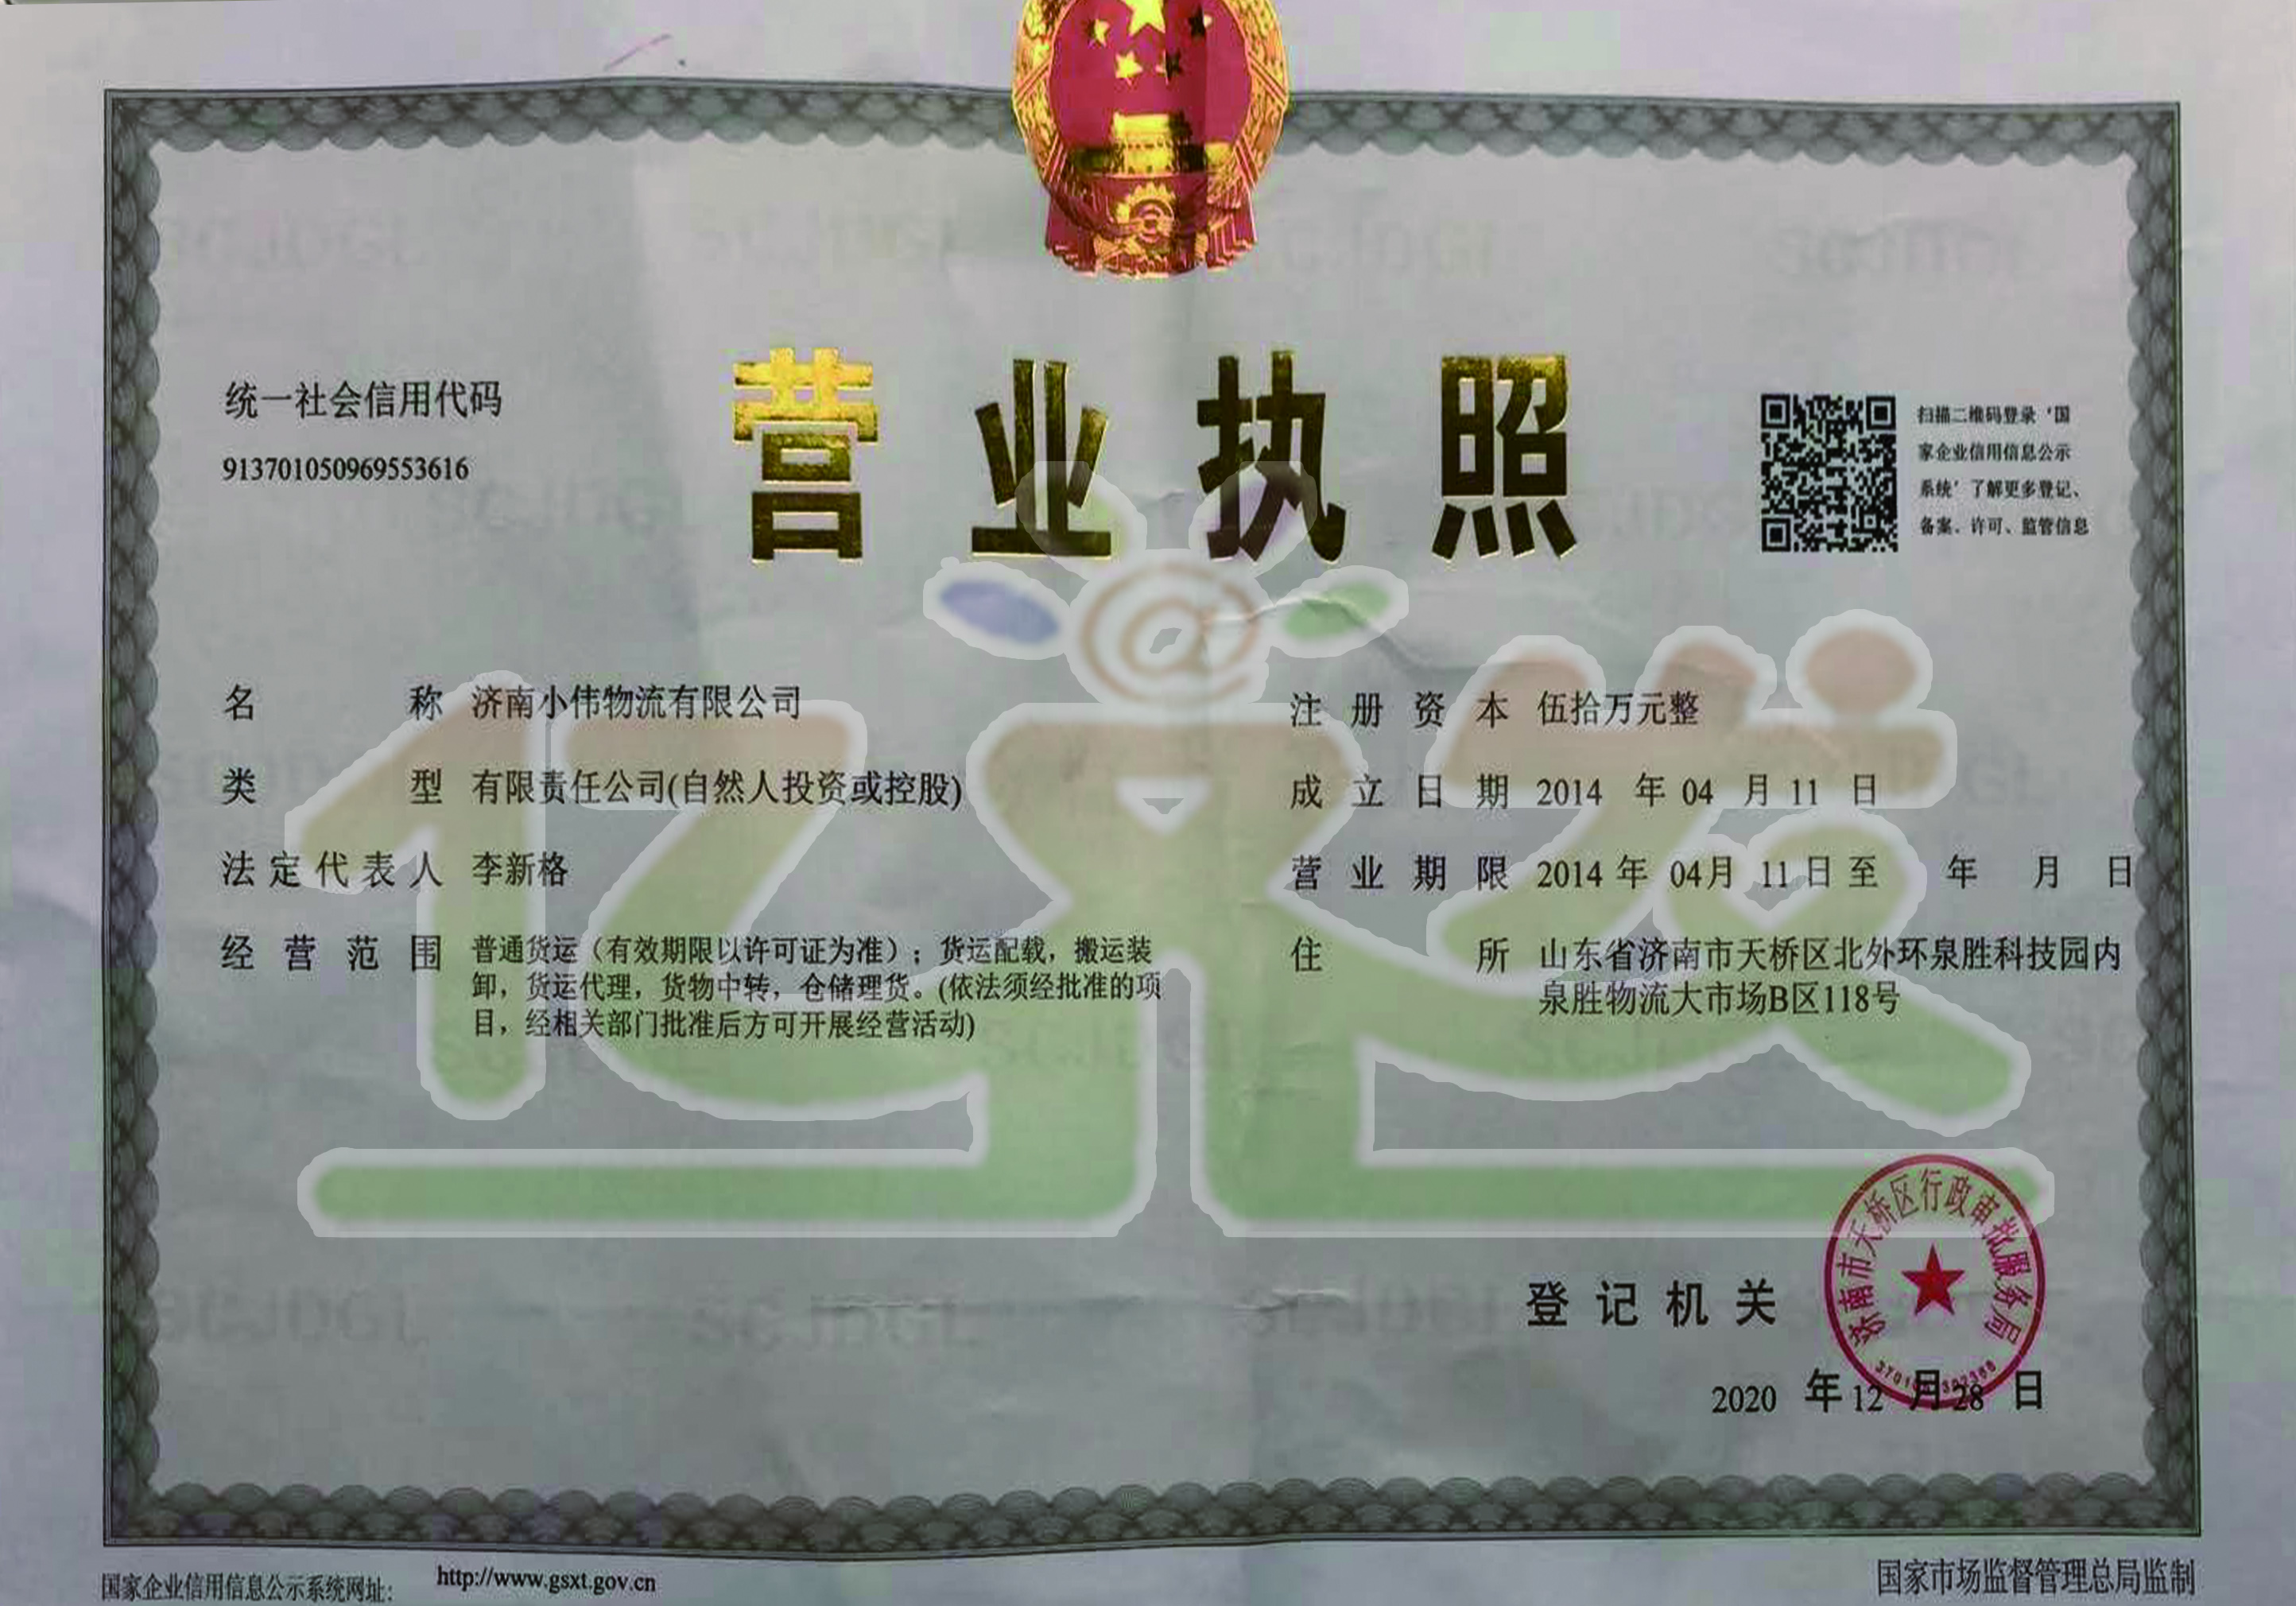 营业执照
统一社会信用代码
913701050969553616
扫描二维码登录‘国
家企业信用信息公示
系统’了解更多登记、
备案、许可、监管信息
名称 济南小伟物流有限公司
类型 有限责任公司(自然人投资或控股)
法定代表人 李新格
经营范围 普通货运（有效期限以许可证为准）；货运配载，搬运装
卸，货运代理，货物中转，仓储理货。(依法须经批准的项
目，经相关部门批准后方可开展经营活动)
注册资本 伍拾万元整
成立日期 2014 年 04 月 11 日
营业期限 2014 年 04月 11 日 至 年 月 日
住所 山东省济南市天桥区北外环泉胜科技园内
泉胜物流大市场B区118号
登记机关
济南市天桥区行政审批服务局
2020 年 12 月 28 日
国家企业信用信息公示系统网址： http://www.gsxt.gov.cn
国家市场监督管理总局监制